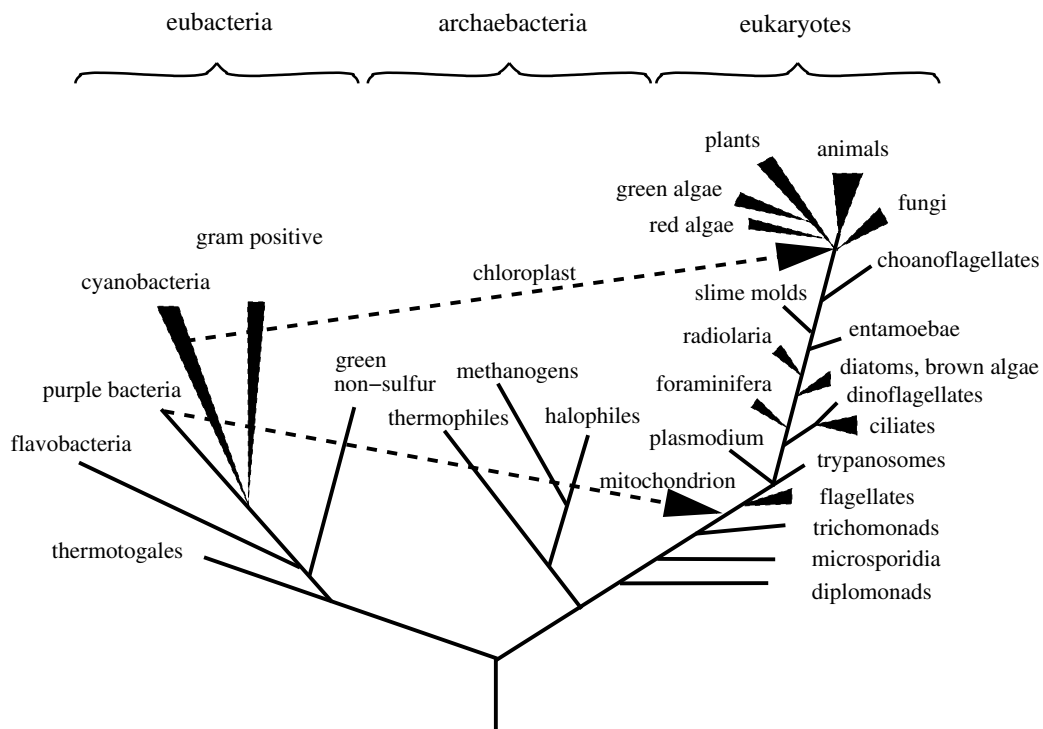 eubacteria
archaebacteria
eukaryotes
plants
animals
green algae
fungi
red algae
gram positive
choanoflagellates
chloroplast
cyanobacteria
slime molds
entamoebae
radiolaria
green
non−sulfur
diatoms, brown algae
methanogens
foraminifera
dinoflagellates
purple bacteria
thermophiles
halophiles
ciliates
flavobacteria
plasmodium
trypanosomes
mitochondrion
flagellates
trichomonads
thermotogales
microsporidia
diplomonads